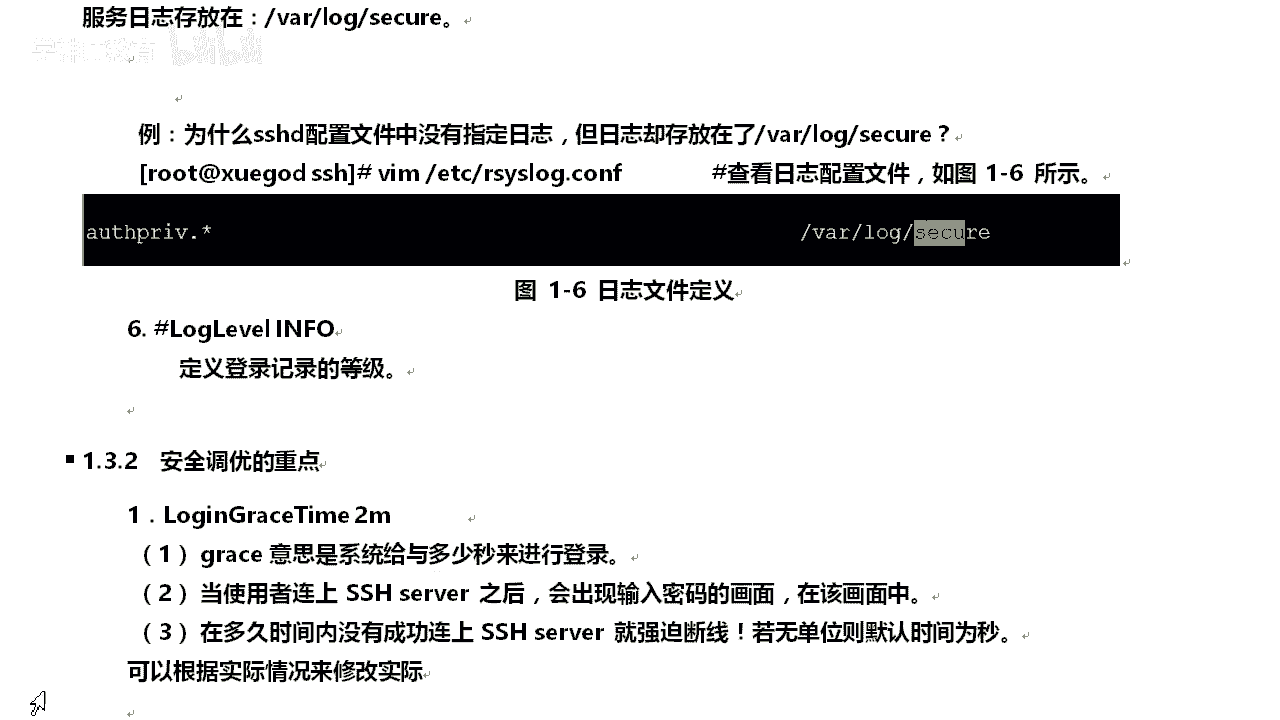 服务日志存放在：/var/log/secure。
学神IT教育 bilibili
例：为什么sshd配置文件中没有指定日志，但日志却存放在了/var/log/secure？
[root@xuegod ssh]# vim /etc/rsyslog.conf #查看日志配置文件，如图 1-6 所示。
authpriv.* /var/log/secure
图 1-6 日志文件定义
6. #LogLevel INFO
定义登录记录的等级。
1.3.2 安全调优的重点
1．LoginGraceTime 2m
（1）grace 意思是系统给与多少秒来进行登录。
（2）当使用者连上 SSH server 之后，会出现输入密码的画面，在该画面中。
（3）在多久时间内没有成功连上 SSH server 就强迫断线！若无单位则默认时间为秒。
可以根据实际情况来修改实际